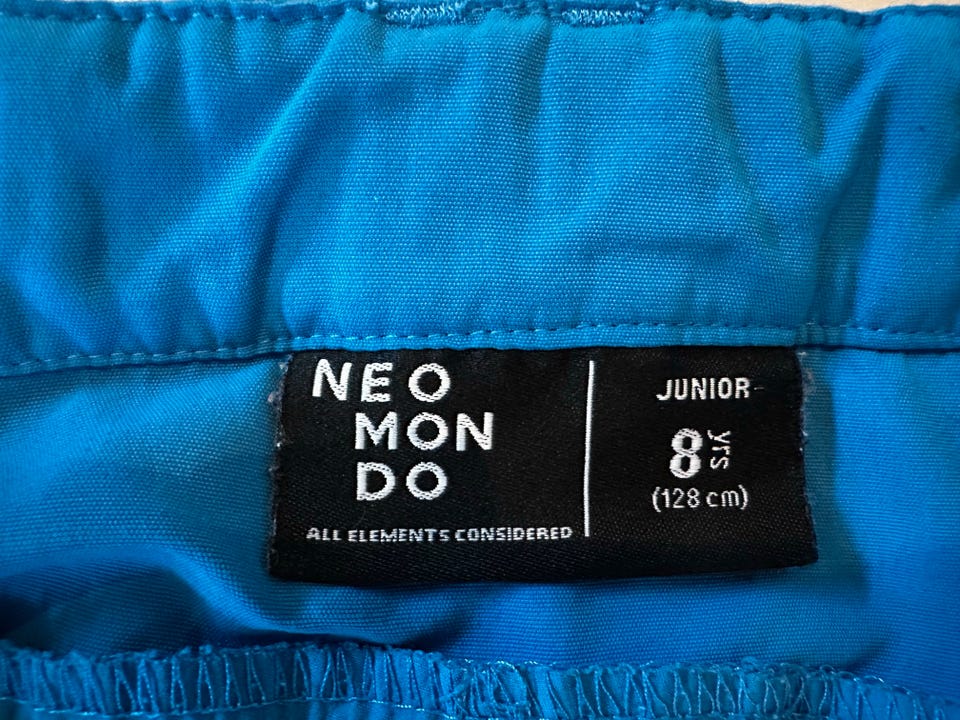 NEO
MON
DO
ALL ELEMENTS CONSIDERED
JUNIOR
8 yrs
(128 cm)